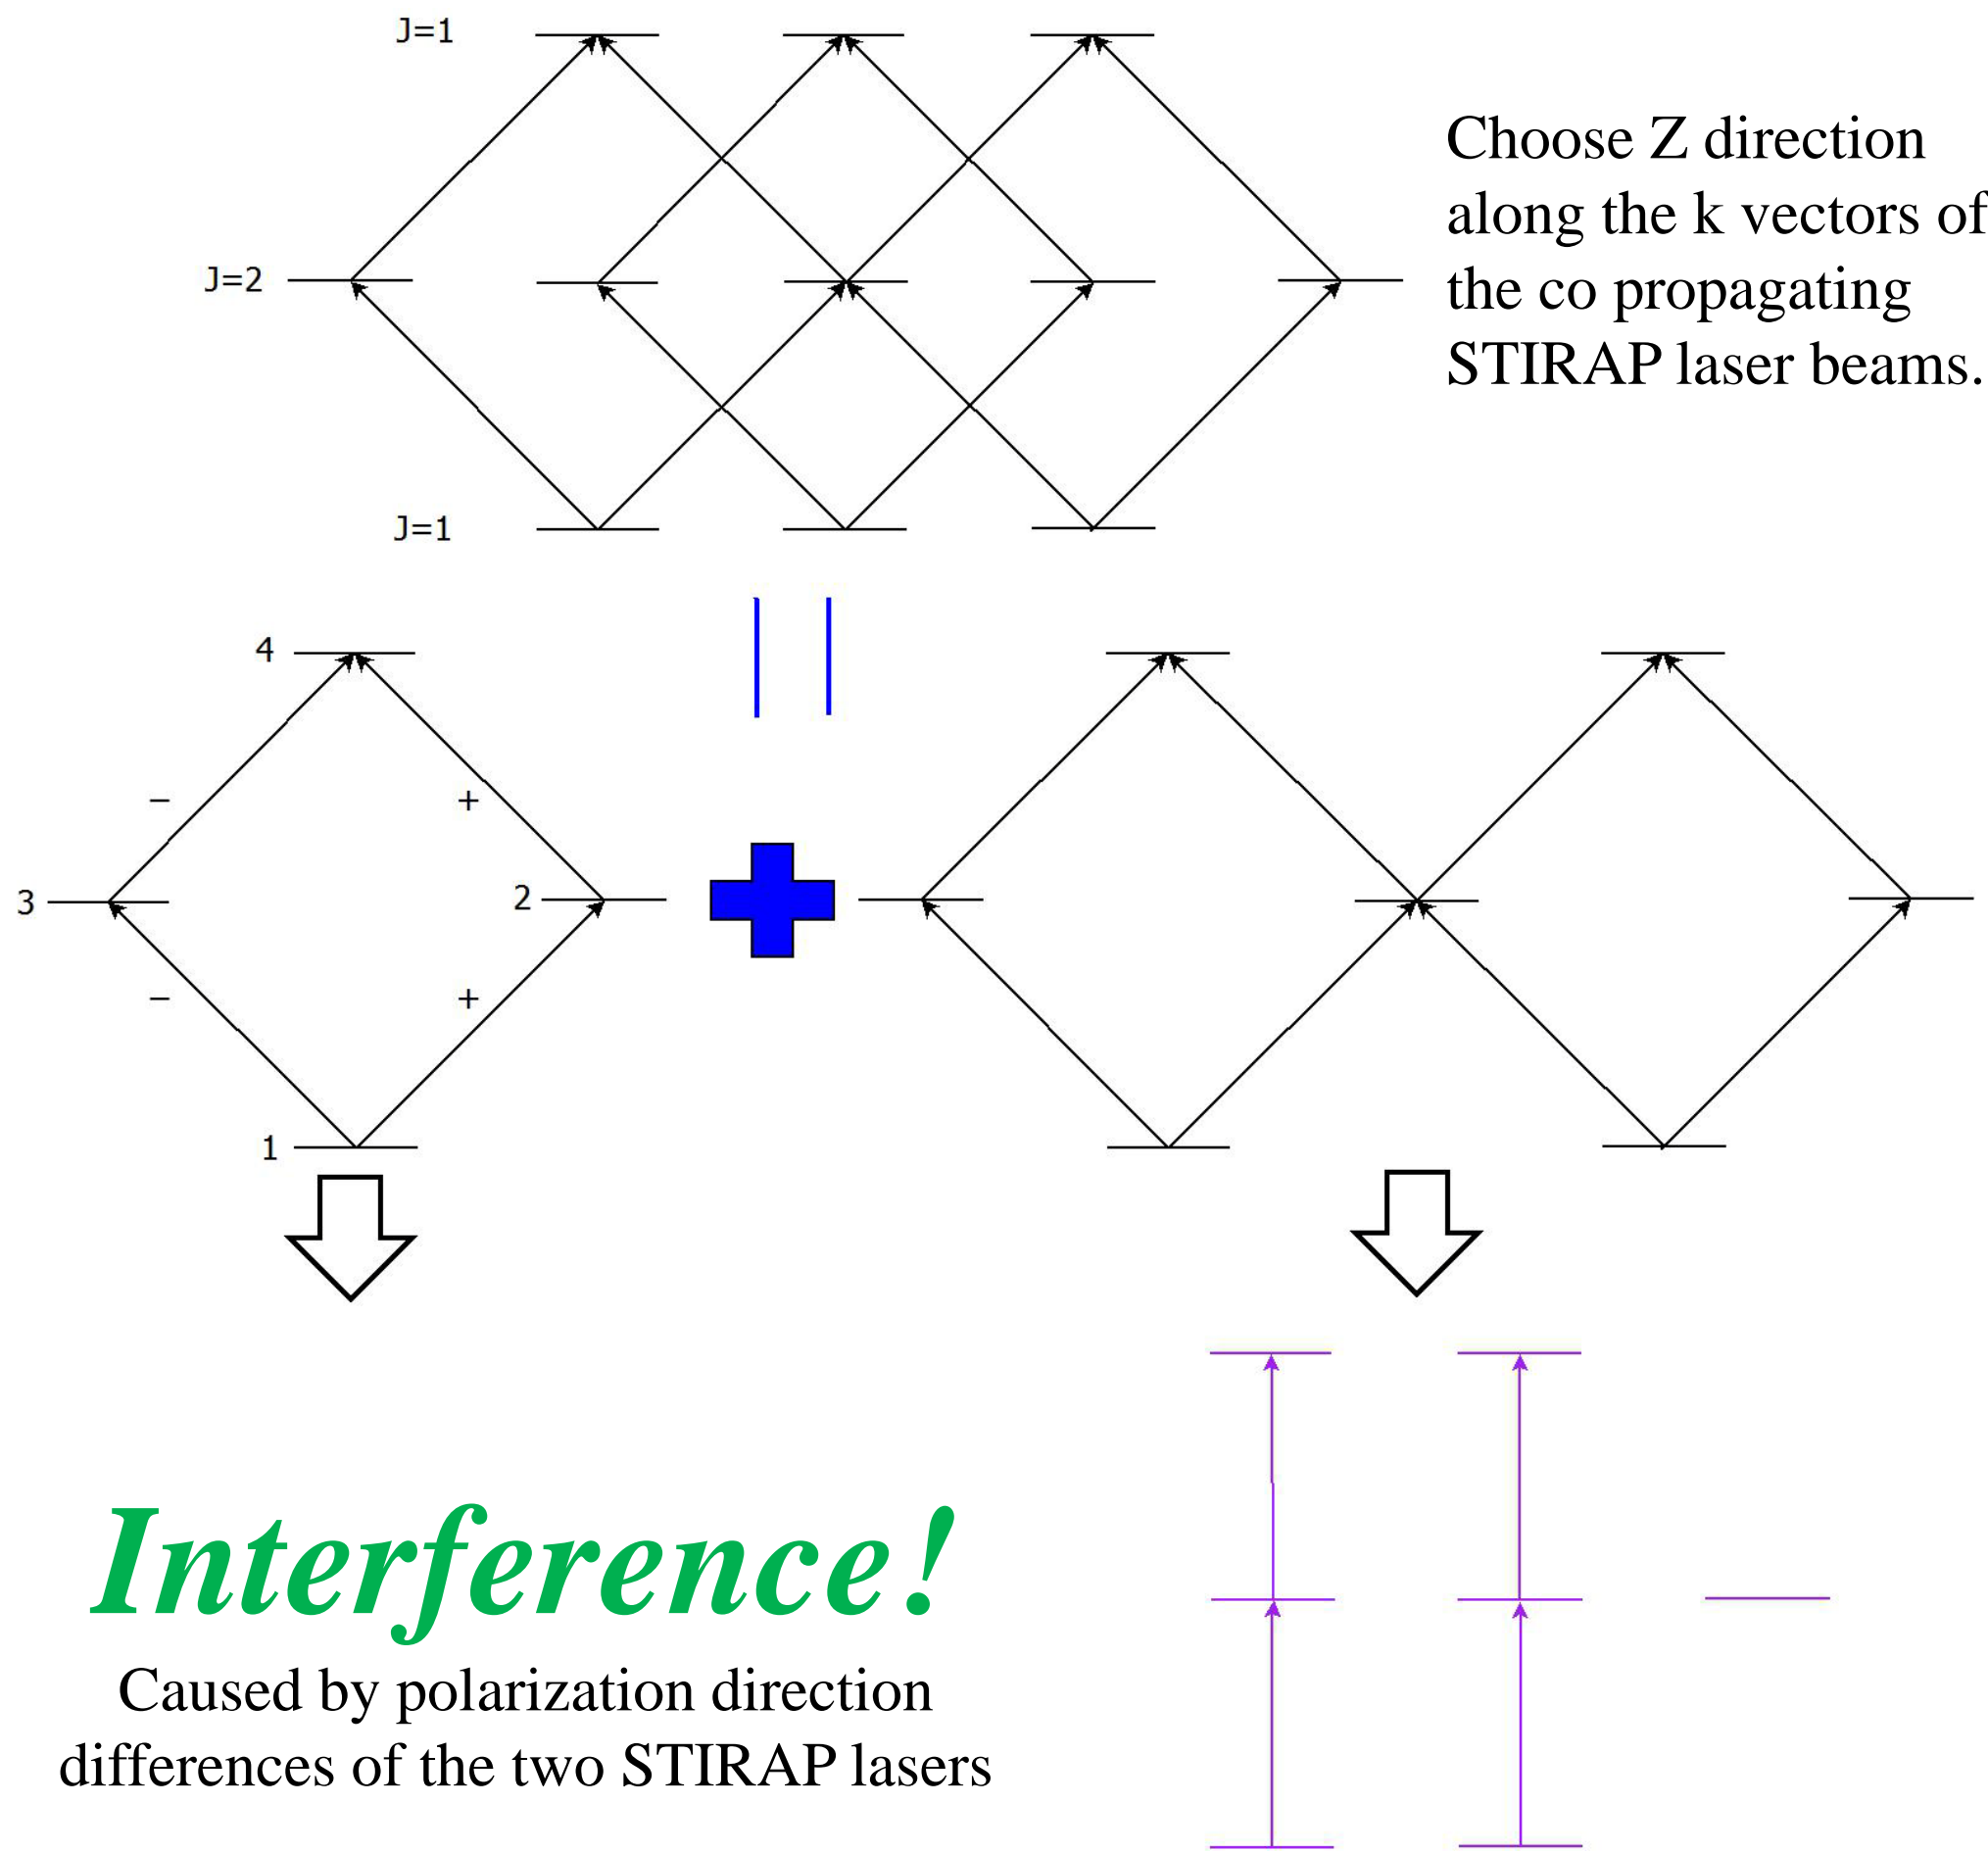 J=1
Choose Z direction
along the k vectors of
the co propagating
STIRAP laser beams.
J=2
J=1
4
− +
3 2
− +
1
Interference!
Caused by polarization direction
differences of the two STIRAP lasers